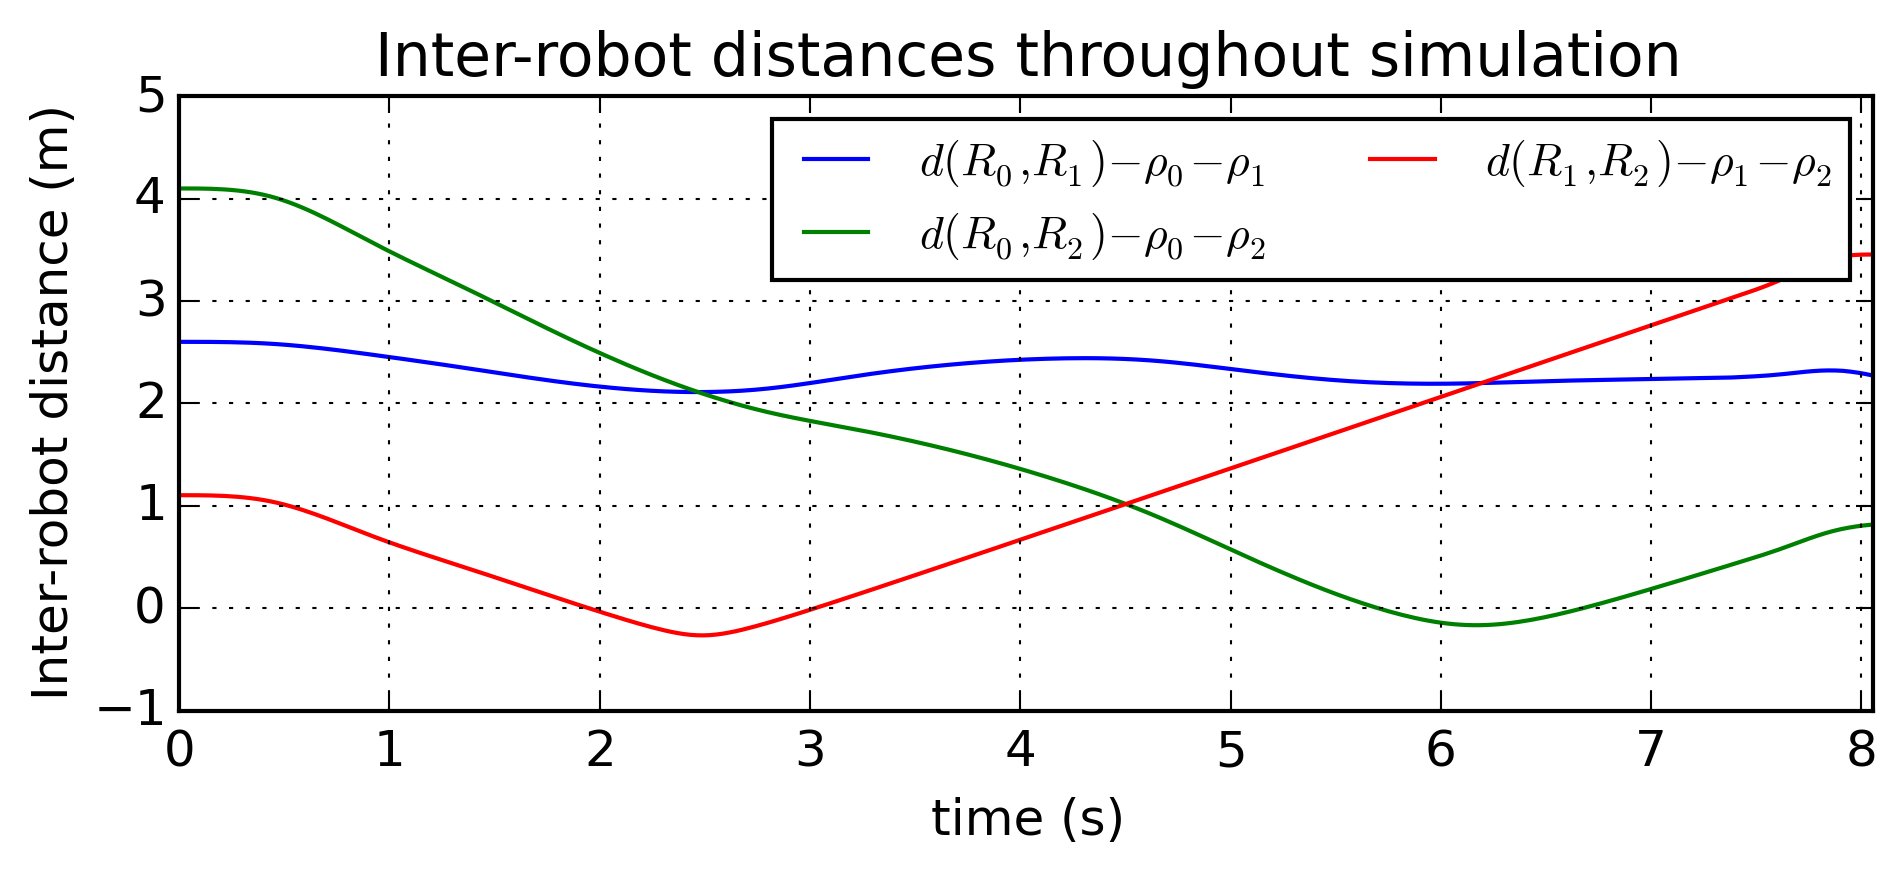 Inter-robot distances throughout simulation
Inter-robot distance (m)
5
4
3
2
1
0
−1
d(R₀,R₁)−ρ₀−ρ₁
d(R₀,R₂)−ρ₀−ρ₂
d(R₁,R₂)−ρ₁−ρ₂
0 1 2 3 4 5 6 7 8
time (s)